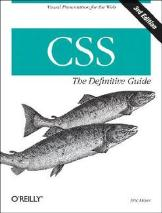 Visual Presentation for the Web
3rd Edition
CSS
The Definitive Guide
O'REILLY®
Eric Meyer